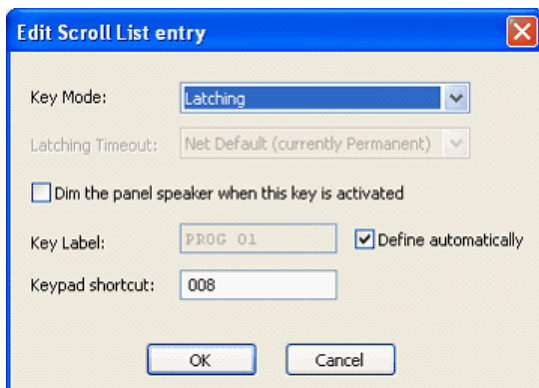 Edit Scroll List entry
Key Mode: Latching
Latching Timeout: Net Default (currently Permanent)
Dim the panel speaker when this key is activated
Key Label: PROG 01 Define automatically
Keypad shortcut: 008
OK Cancel